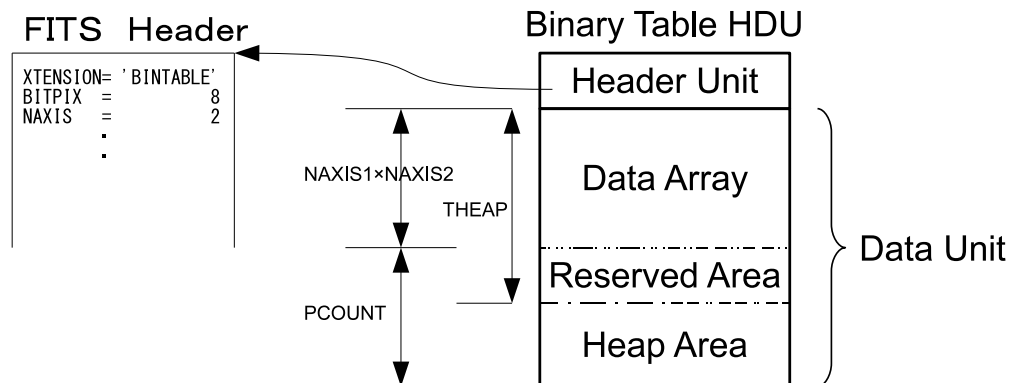 FITS Header
XTENSION= 'BINTABLE'
BITPIX = 8
NAXIS = 2
.
.
Binary Table HDU
Header Unit
NAXIS1×NAXIS2
THEAP
PCOUNT
Data Array
Reserved Area
Heap Area
Data Unit